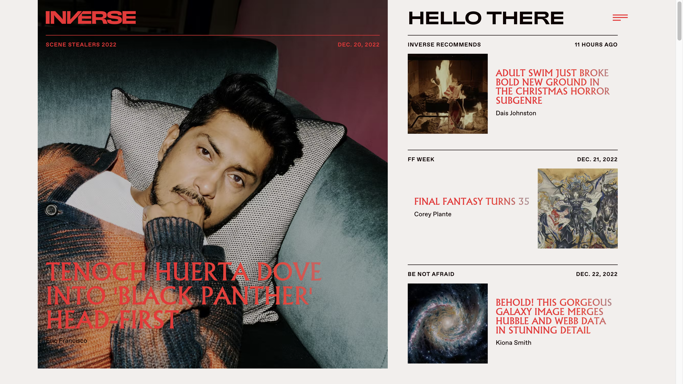 INVERSE
SCENE STEALERS 2022
DEC. 20, 2022
TENOCH HUERTA DOVE
INTO 'BLACK PANTHER'
HEAD-FIRST
Eric Francisco
HELLO THERE
INVERSE RECOMMENDS
11 HOURS AGO
ADULT SWIM JUST BROKE
BOLD NEW GROUND IN
THE CHRISTMAS HORROR
SUBGENRE
Dais Johnston
FF WEEK
DEC. 21, 2022
FINAL FANTASY TURNS 35
Corey Plante
BE NOT AFRAID
DEC. 22, 2022
BEHOLD! THIS GORGEOUS
GALAXY IMAGE MERGES
HUBBLE AND WEBB DATA
IN STUNNING DETAIL
Kiona Smith